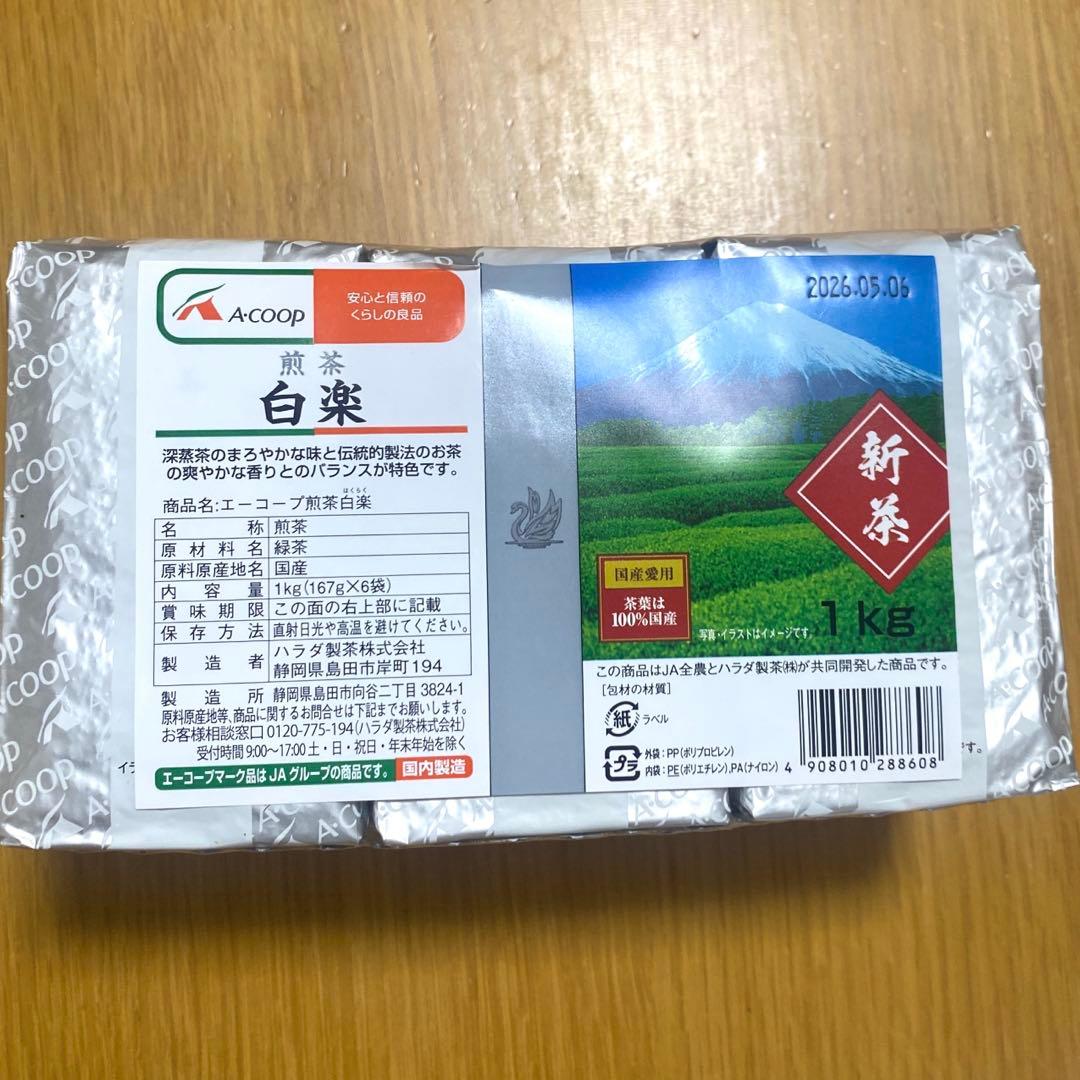 A·COOP
安心と信頼の
くらしの良品
煎茶
白楽
深蒸茶のまろやかな味と伝統的製法のお茶
の爽やかな香りとのバランスが特色です。
はくらく
商品名:エーコープ煎茶白楽
名称 煎茶
原材料名 緑茶
原料原産地名 国産
内容量 1kg(167g×6袋)
賞味期限 この面の右上部に記載
保存方法 直射日光や高温を避けてください。
製造者 ハラダ製茶株式会社
静岡県島田市岸町194
製造所 静岡県島田市向谷二丁目3824-1
原料原産地等、商品に関するお問合せは下記までお願いします。
お客様相談窓口 0120-775-194(ハラダ製茶株式会社)
受付時間 9:00〜17:00 土・日・祝日・年末年始を除く
エーコープマーク品はJAグループの商品です。
国内製造
2026.05.06
新茶
国産愛用
茶葉は
100%国産
写真・イラストはイメージです。
1kg
この商品はJA全農とハラダ製茶㈱が共同開発した商品です。
[包材の材質]
紙 ラベル
プラ 外袋:PP(ポリプロピレン)
内袋:PE(ポリエチレン),PA(ナイロン)
4 908010 288608
A·COOP
A·COOP
A·COOP
A·COOP